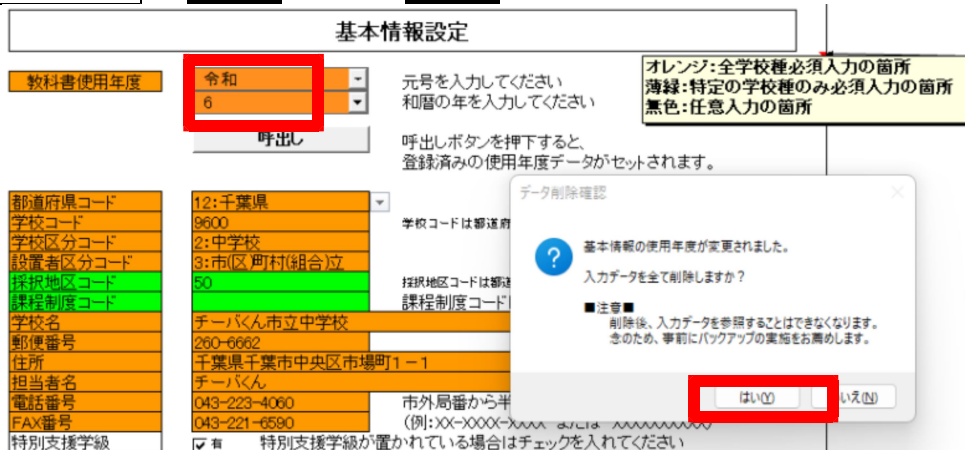 基本情報設定
オレンジ:全学校種必須入力の箇所
薄緑:特定の学校種のみ必須入力の箇所
無色:任意入力の箇所
教科書使用年度 令和 元号を入力してください
6 和暦の年を入力してください
呼出し 呼出しボタンを押下すると、
登録済みの使用年度データがセットされます。
都道府県コード 12:千葉県
学校コード 9600 学校コードは都道府
学校区分コード 2:中学校
設置者区分コード 3:市(区)町村(組合)立
採択地区コード 50 採択地区コードは都道
課程制度コード 課程制度コード
学校名 チーバくん市立中学校
郵便番号 260-6662
住所 千葉県千葉市中央区市場町1-1
担当者名 チーバくん
電話番号 043-223-4060 市外局番から半
FAX番号 043-221-6590 (例:XX-XXXX-XXXX または XXXXXXXXXX)
特別支援学級 有 特別支援学級が置かれている場合はチェックを入れてください
データ削除確認
基本情報の使用年度が変更されました。
入力データを全て削除しますか?
■注意■
削除後、入力データを参照することはできなくなります。
念のため、事前にバックアップの実施をお薦めします。
はい(Y) いえ(N)